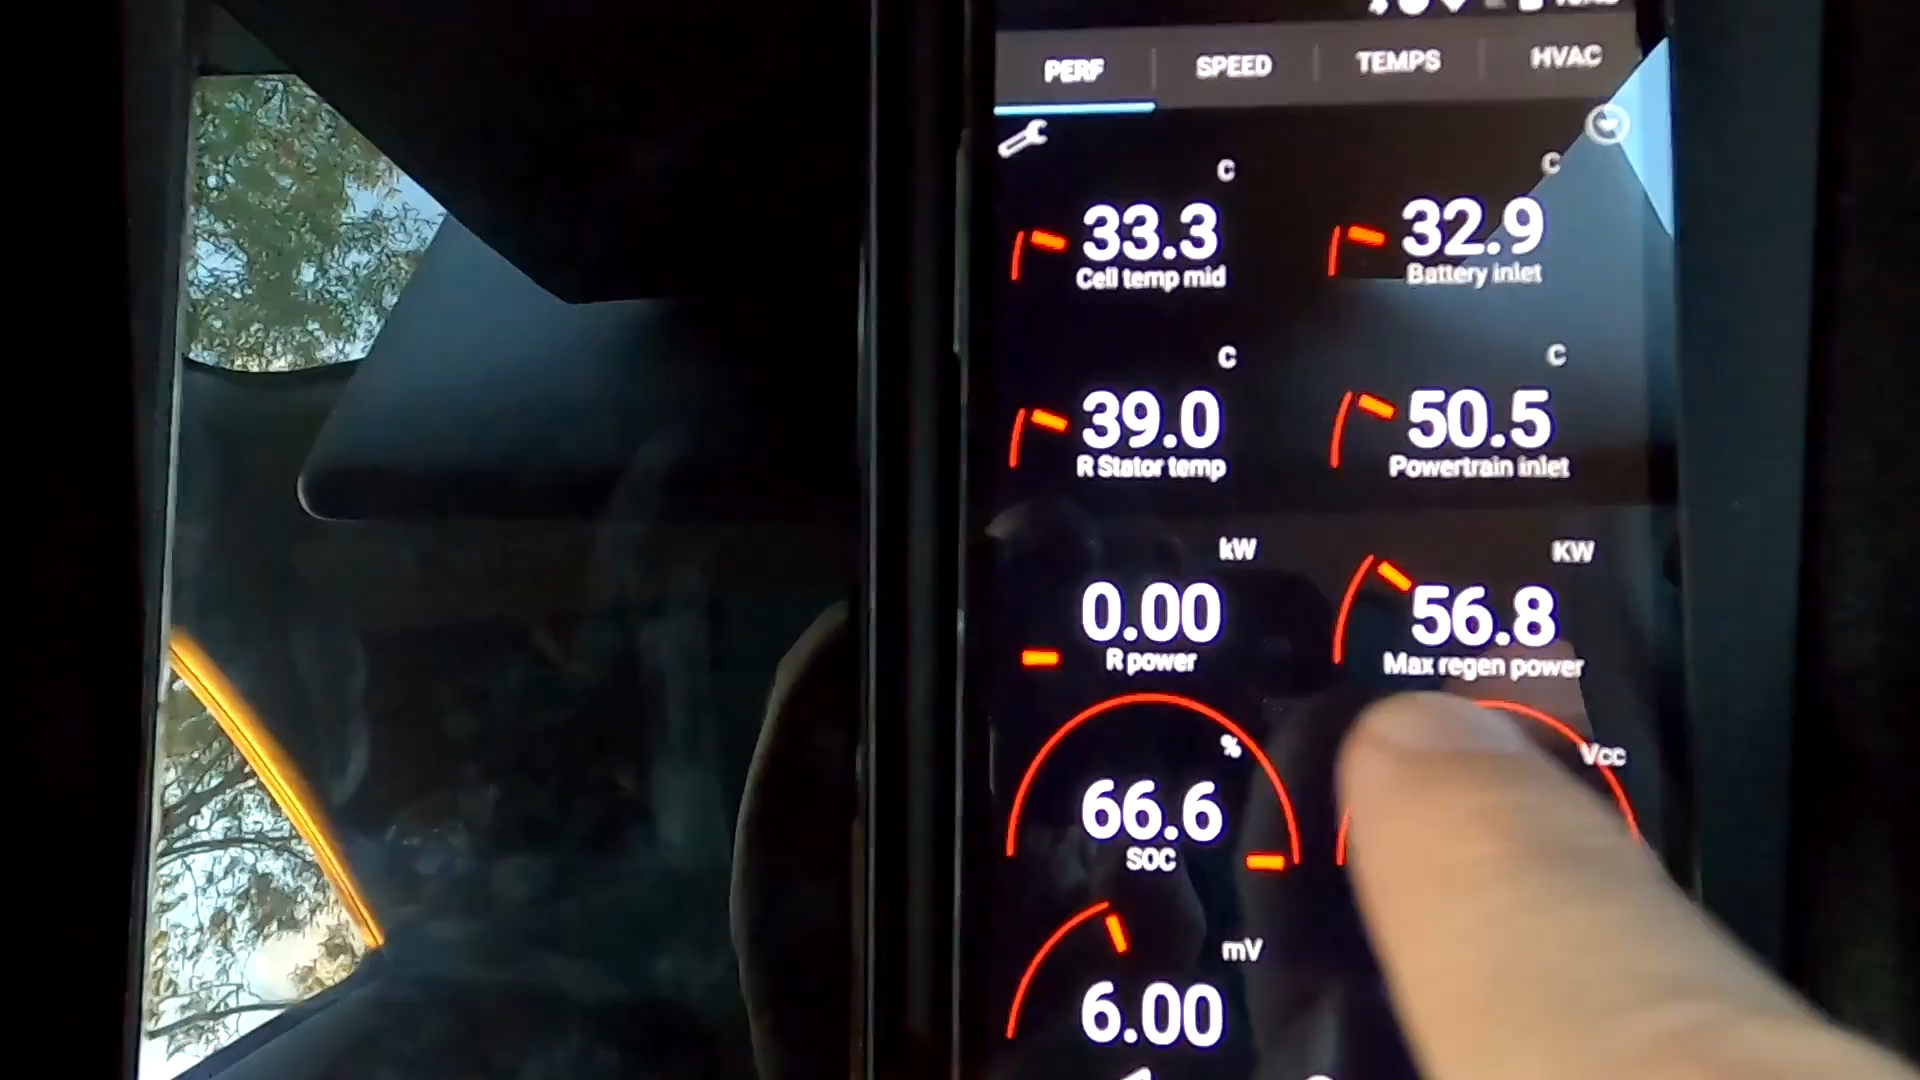 PERF SPEED TEMPS HVAC
C C
33.3 32.9
Cell temp mid Battery inlet
C C
39.0 50.5
R Stator temp Powertrain inlet
kW KW
0.00 56.8
R power Max regen power
% Vcc
66.6
SOC
mV
6.00